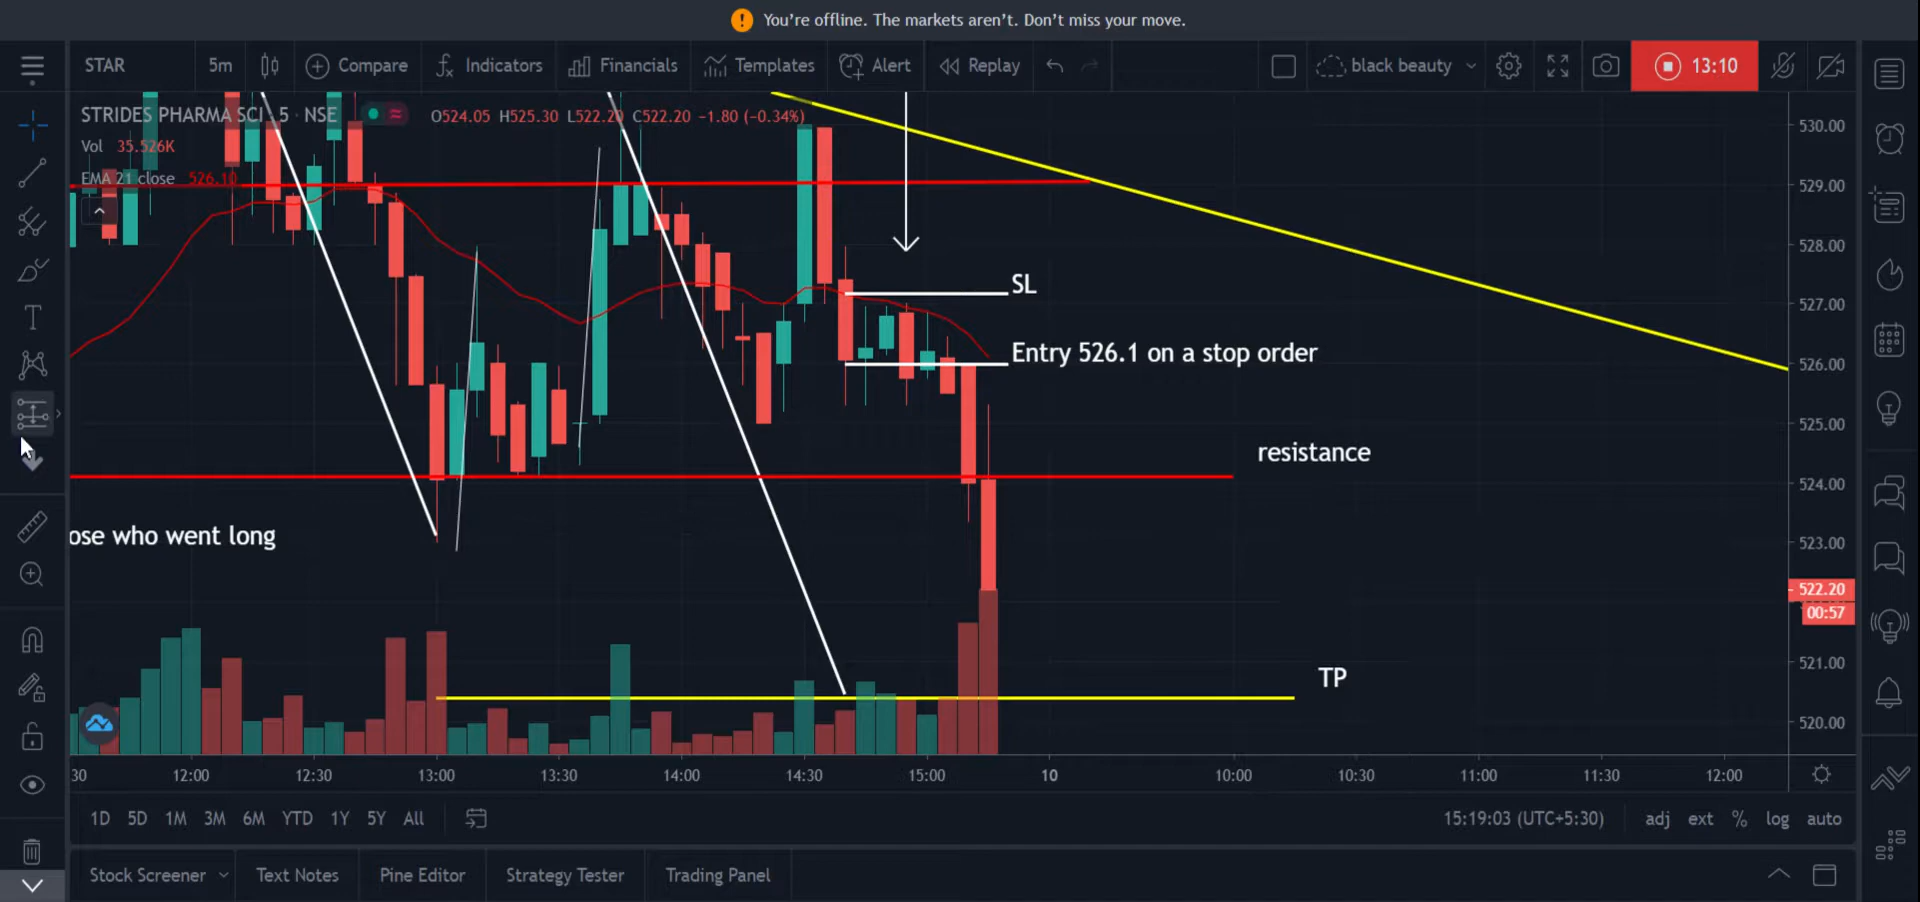 You're offline. The markets aren't. Don't miss your move.
STAR 5m Compare Indicators Financials Templates Alert Replay black beauty 13:10
STRIDES PHARMA SCI · 5 · NSE O524.05 H525.30 L522.20 C522.20 −1.80 (−0.34%)
Vol 35.526K
EMA 21 close 526.10
530.00
529.00
528.00
527.00
526.00
525.00
524.00
523.00
522.20
00:57
521.00
520.00
SL
Entry 526.1 on a stop order
resistance
ose who went long
TP
30 12:00 12:30 13:00 13:30 14:00 14:30 15:00 10 10:00 10:30 11:00 11:30 12:00
1D 5D 1M 3M 6M YTD 1Y 5Y All 15:19:03 (UTC+5:30) adj ext % log auto
Stock Screener Text Notes Pine Editor Strategy Tester Trading Panel